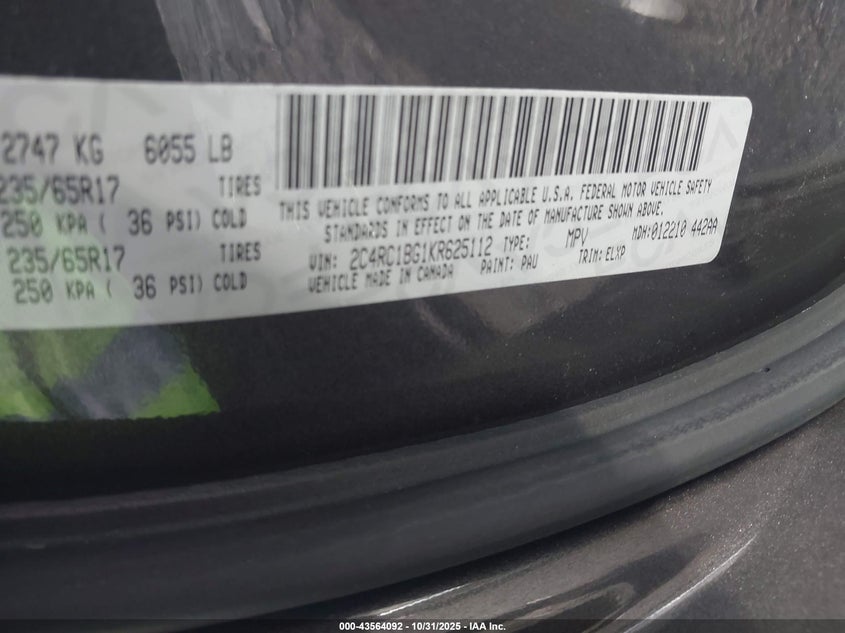 2747 KG 6055 LB
235/65R17 TIRES
250 KPA ( 36 PSI) COLD
235/65R17 TIRES
250 KPA ( 36 PSI) COLD
THIS VEHICLE CONFORMS TO ALL APPLICABLE U.S.A. FEDERAL MOTOR VEHICLE SAFETY
STANDARDS IN EFFECT ON THE DATE OF MANUFACTURE SHOWN ABOVE.
VIN: 2C4RC1BG1KR625112 TYPE: MPV MDH:012210 442AA
VEHICLE MADE IN CANADA PAINT: PAU TRIM: ELXP
000-43564092 - 10/31/2025 - © IAA Inc.